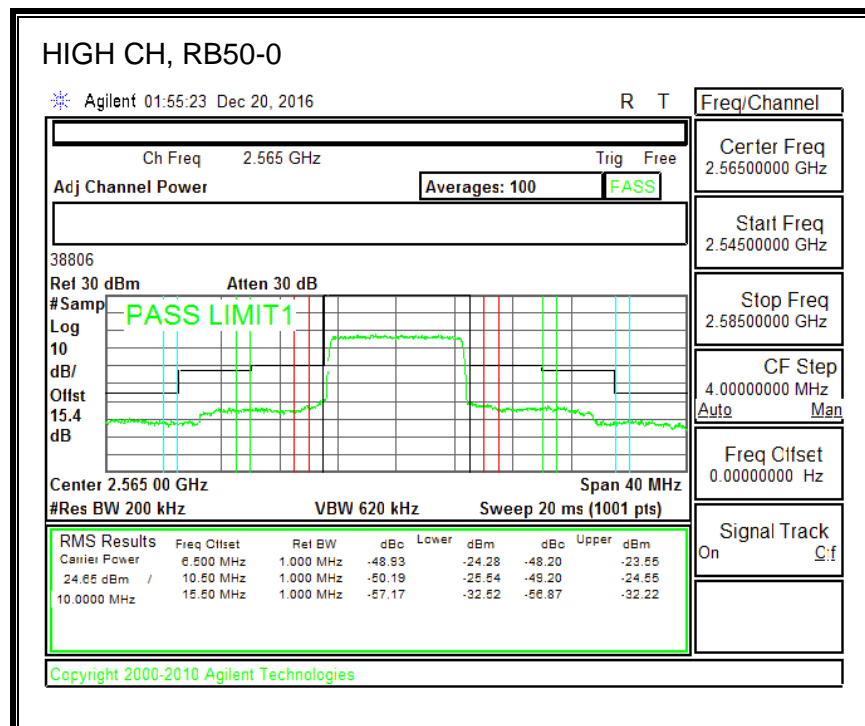 HIGH CH, RB50-0
Agilent 01:55:23 Dec 20, 2016 R T
Freq/Channel
Ch Freq 2.565 GHz Trig Free
Adj Channel Power Averages: 100 PASS
Center Freq
2.56500000 GHz
Start Freq
2.54500000 GHz
Stop Freq
2.58500000 GHz
CF Step
4.00000000 MHz
Auto Man
Freq Offset
0.00000000 Hz
Signal Track
On Off
38806
Ref 30 dBm Atten 30 dB
#Samp
Log
10
dB/
Offst
15.4
dB
PASS LIMIT1
Center 2.565 00 GHz Span 40 MHz
#Res BW 200 kHz VBW 620 kHz Sweep 20 ms (1001 pts)
RMS Results Freq Offset Ref BW dBc Lower dBm dBc Upper dBm
Carrier Power 6.500 MHz 1.000 MHz -48.93 -24.28 -48.20 -23.55
24.65 dBm / 10.50 MHz 1.000 MHz -50.19 -25.54 -49.20 -24.55
10.0000 MHz 15.50 MHz 1.000 MHz -57.17 -32.52 -56.87 -32.22
Copyright 2000-2010 Agilent Technologies